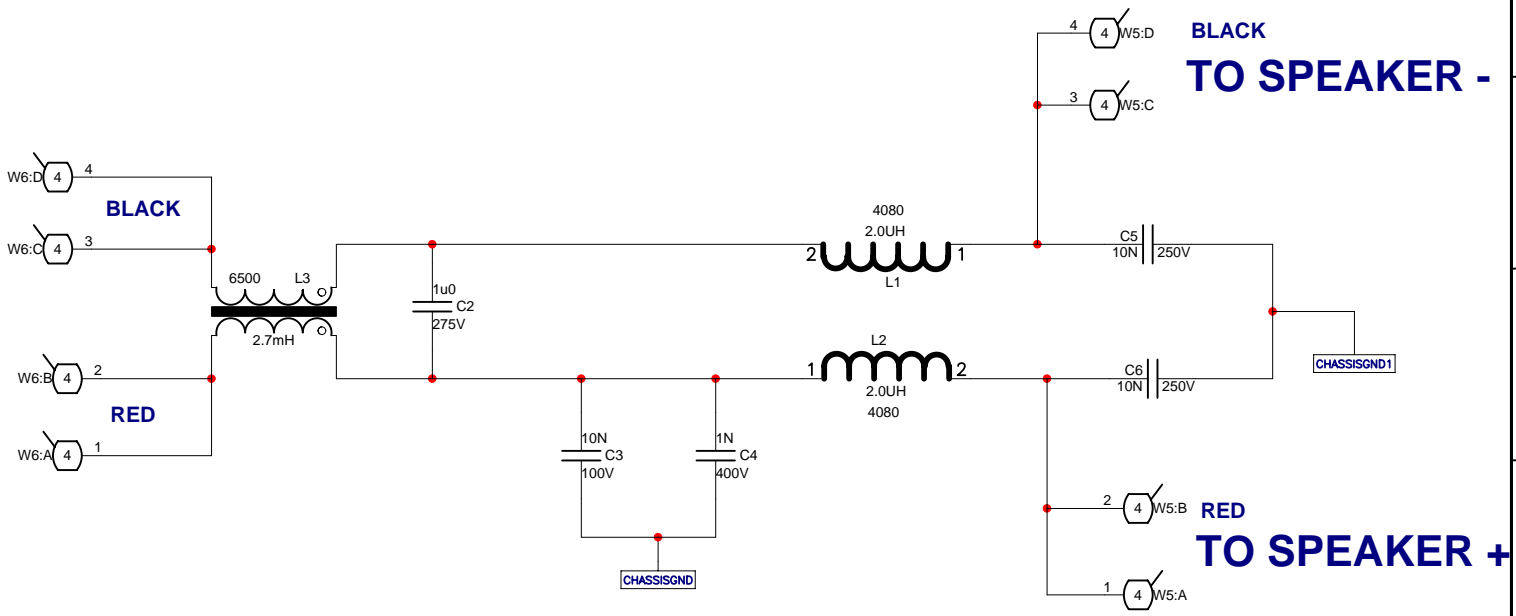 4
4 W5:D
BLACK
TO SPEAKER -
3
4 W5:C
W6:D 4
4
BLACK
W6:C 4
3
4080
2.0UH
2
1
L1
C5
10N
250V
6500
L3
2.7mH
1u0
C2
275V
L2
1
2
2.0UH
4080
C6
10N
250V
CHASSISGND1
W6:B 4
2
RED
W6:A 4
1
10N
C3
100V
1N
C4
400V
CHASSISGND
2
4 W5:B
RED
TO SPEAKER +
1
4 W5:A